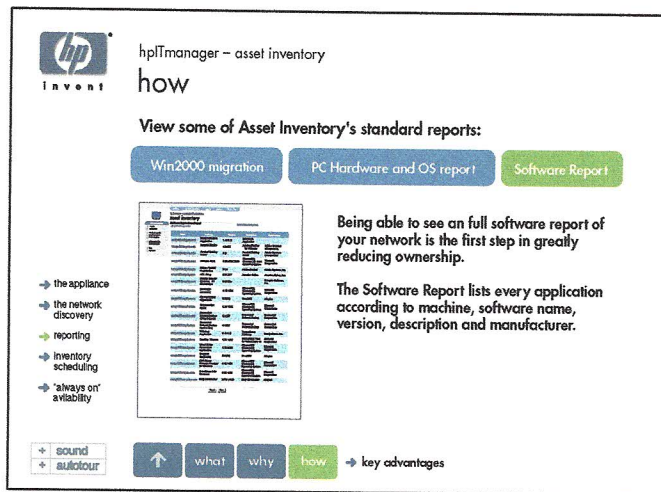 hp
invent
hpITmanager – asset inventory
how
View some of Asset Inventory's standard reports:
Win2000 migration
PC Hardware and OS report
Software Report
Being able to see an full software report of
your network is the first step in greatly
reducing ownership.
The Software Report lists every application
according to machine, software name,
version, description and manufacturer.
→ the appliance
→ the network
discovery
→ reporting
→ inventory
scheduling
→ "always on"
avilability
+ sound
+ autotour
↑ what why how → key advantages